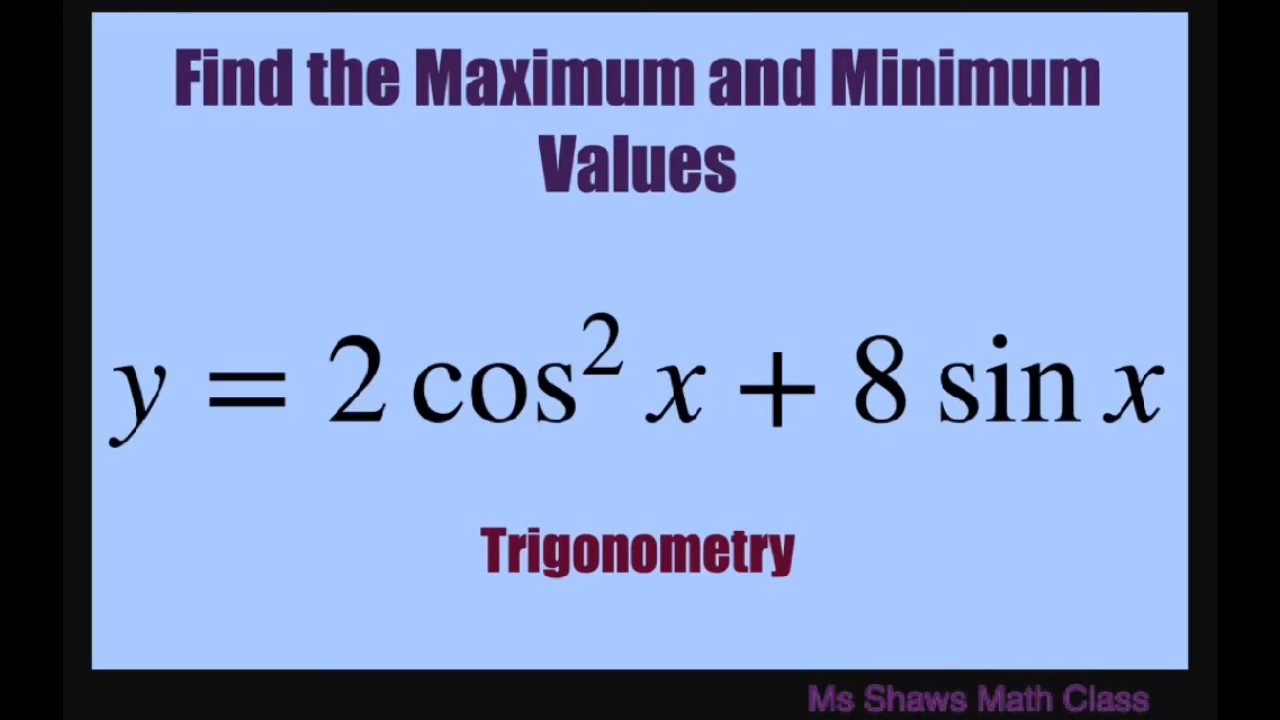 Find the Maximum and Minimum
Values
y = 2 cos² x + 8 sin x
Trigonometry
Ms Shaws Math Class